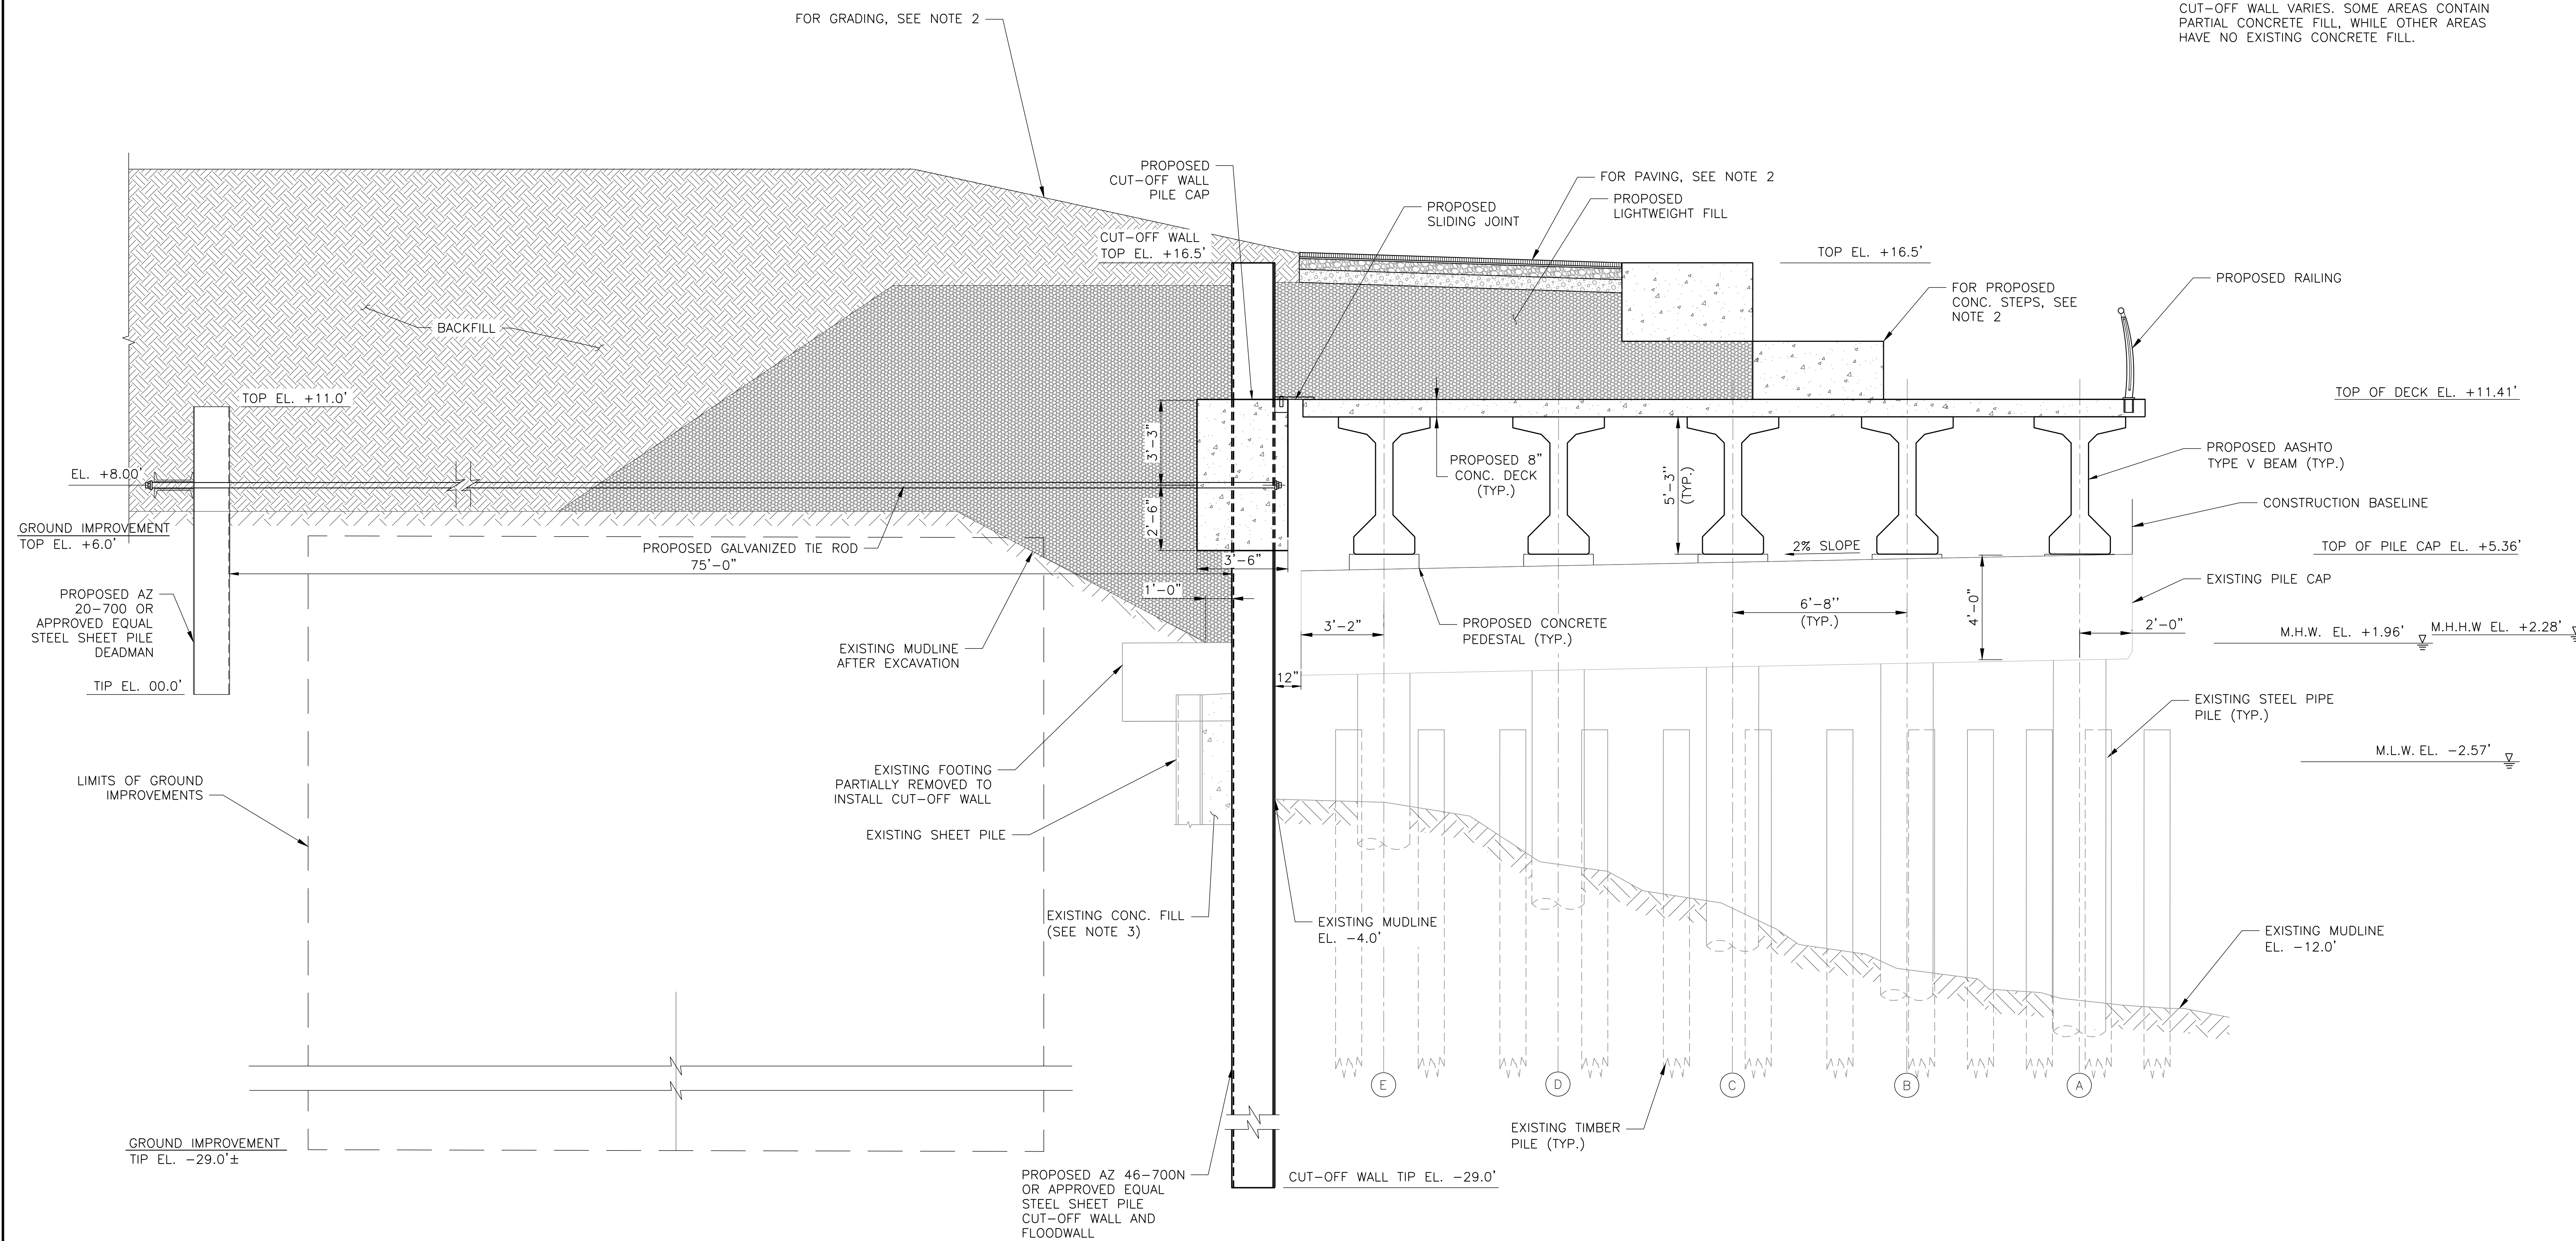 CUT-OFF WALL VARIES. SOME AREAS CONTAIN
PARTIAL CONCRETE FILL, WHILE OTHER AREAS
HAVE NO EXISTING CONCRETE FILL.
FOR GRADING, SEE NOTE 2
PROPOSED
CUT-OFF WALL
PILE CAP
FOR PAVING, SEE NOTE 2
PROPOSED
LIGHTWEIGHT FILL
PROPOSED
SLIDING JOINT
CUT-OFF WALL
TOP EL. +16.5'
TOP EL. +16.5'
PROPOSED RAILING
FOR PROPOSED
CONC. STEPS, SEE
NOTE 2
BACKFILL
TOP EL. +11.0'
TOP OF DECK EL. +11.41'
3'-3"
PROPOSED 8"
CONC. DECK
(TYP.)
5'-3"
(TYP.)
PROPOSED AASHTO
TYPE V BEAM (TYP.)
EL. +8.00'
CONSTRUCTION BASELINE
2'-6"
GROUND IMPROVEMENT
TOP EL. +6.0'
PROPOSED GALVANIZED TIE ROD
75'-0"
3'-6"
2% SLOPE
TOP OF PILE CAP EL. +5.36'
EXISTING PILE CAP
1'-0"
PROPOSED AZ
20-700 OR
APPROVED EQUAL
STEEL SHEET PILE
DEADMAN
3'-2"
PROPOSED CONCRETE
PEDESTAL (TYP.)
6'-8"
(TYP.)
4'-0"
2'-0"
M.H.W. EL. +1.96'
M.H.H.W EL. +2.28'
EXISTING MUDLINE
AFTER EXCAVATION
TIP EL. 00.0'
12"
EXISTING STEEL PIPE
PILE (TYP.)
M.L.W. EL. -2.57'
LIMITS OF GROUND
IMPROVEMENTS
EXISTING FOOTING
PARTIALLY REMOVED TO
INSTALL CUT-OFF WALL
EXISTING SHEET PILE
EXISTING CONC. FILL
(SEE NOTE 3)
EXISTING MUDLINE
EL. -4.0'
EXISTING MUDLINE
EL. -12.0'
E
D
C
B
A
EXISTING TIMBER
PILE (TYP.)
GROUND IMPROVEMENT
TIP EL. -29.0'±
PROPOSED AZ 46-700N
OR APPROVED EQUAL
STEEL SHEET PILE
CUT-OFF WALL AND
FLOODWALL
CUT-OFF WALL TIP EL. -29.0'